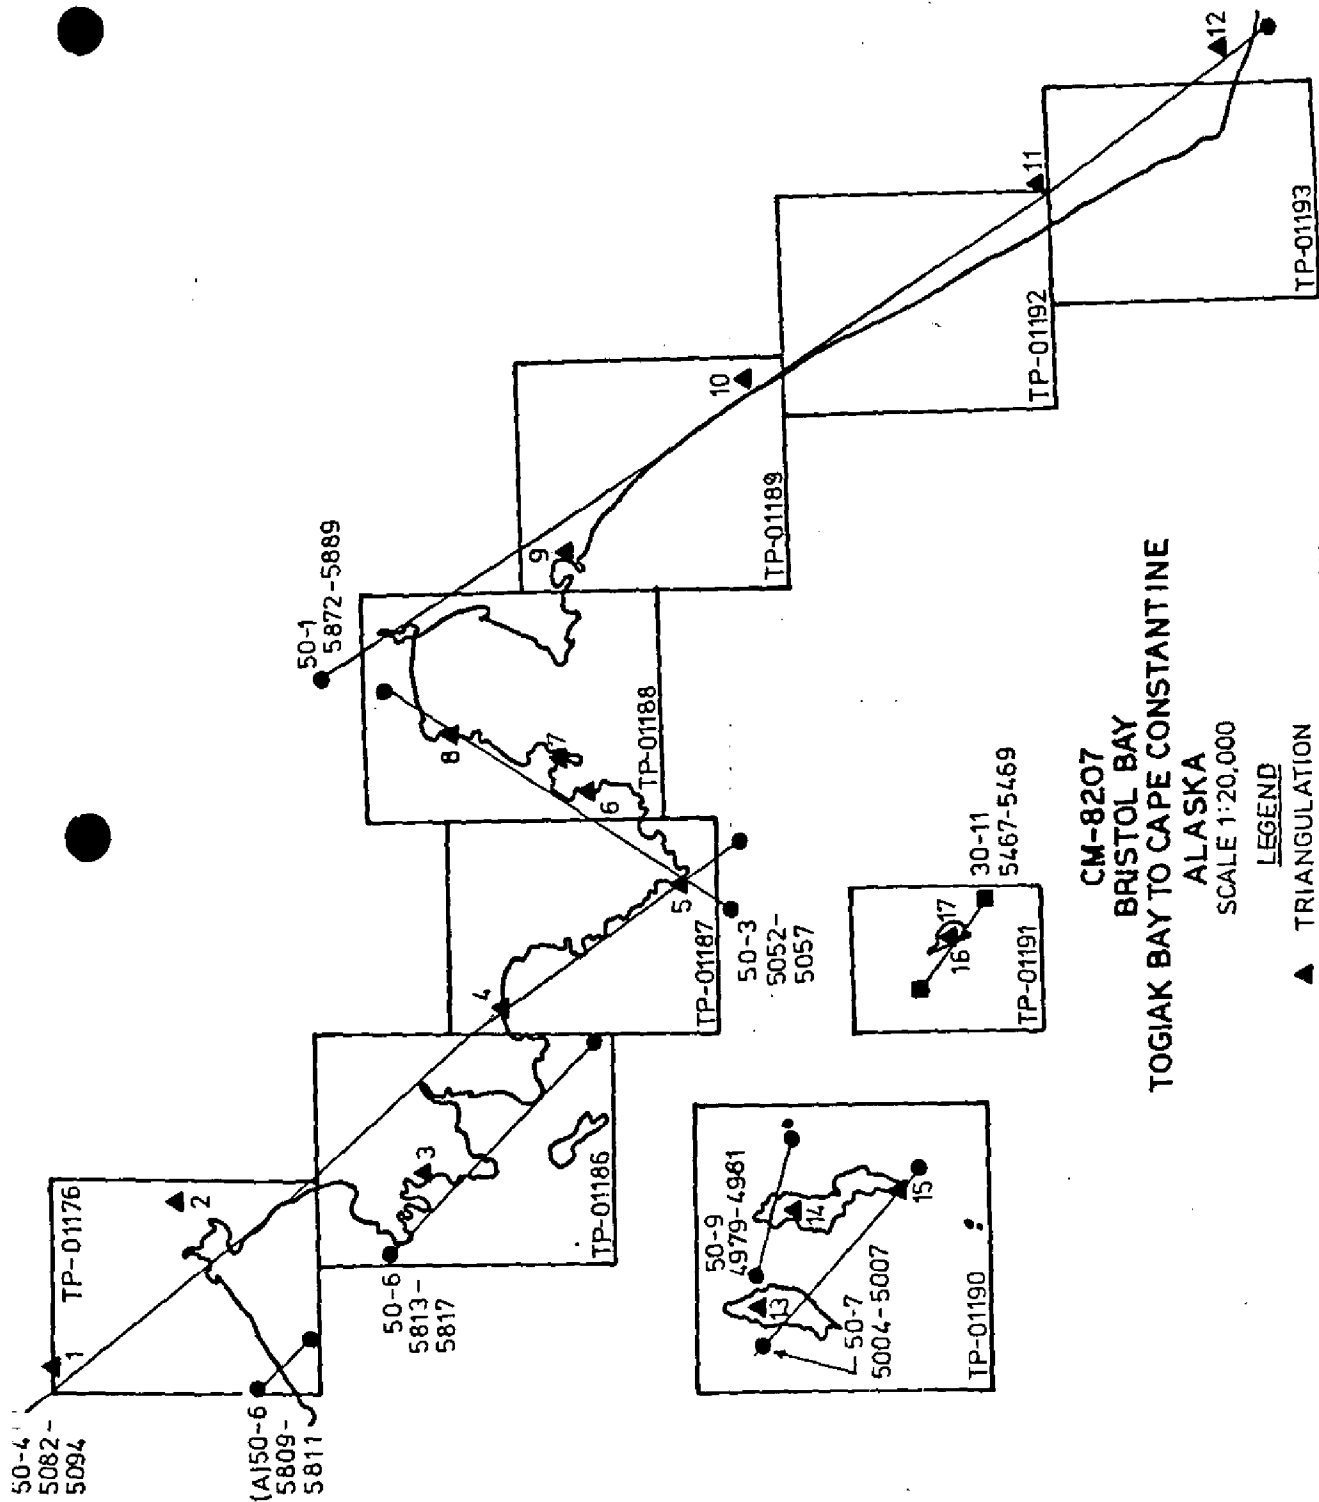 50-4
5082-
5094
1
TP-01176
2
(A)50-6
5809-
5811
50-6
5813-
5817
3
TP-01186
4
TP-01187
5
50-3
5052-
5057
50-1
5872-5889
8
7
6
TP-01188
9
10
TP-01189
11
TP-01192
12
TP-01193
50-9
4979-4981
13
14
15
50-7
5004-5007
TP-01190
16
17
TP-01191
30-11
5467-5469
CM-8207
BRISTOL BAY
TOGIAK BAY TO CAPE CONSTANTINE
ALASKA
SCALE 1:20,000
LEGEND
▲ TRIANGULATION